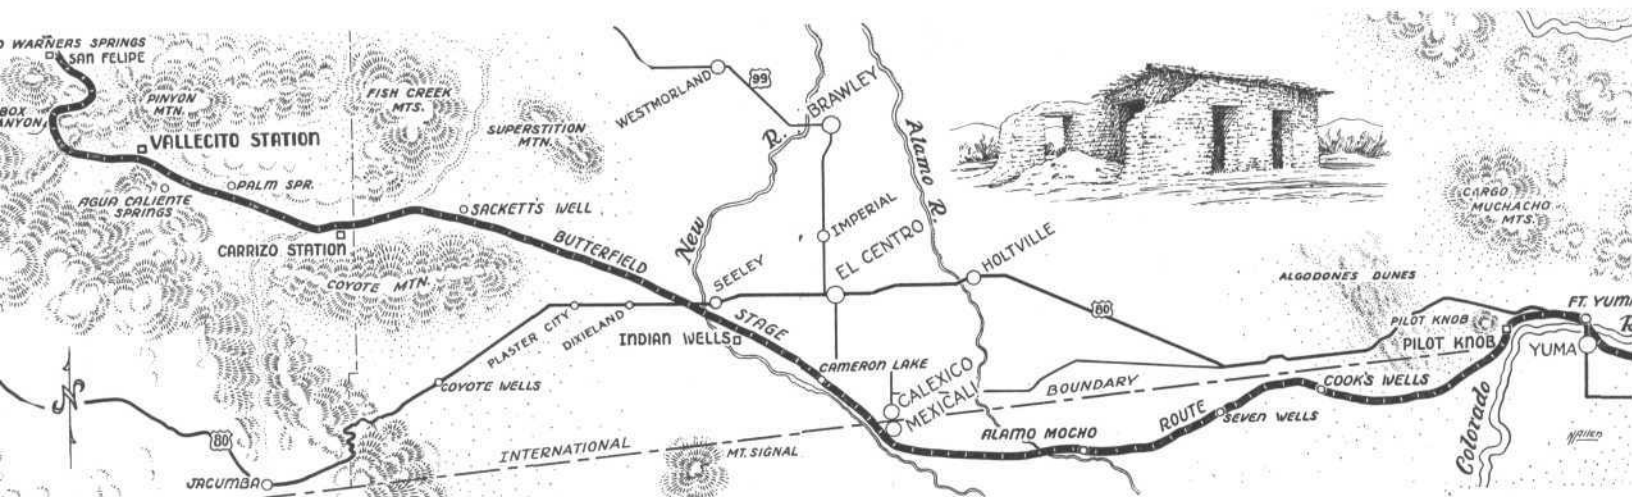 WARNERS SPRINGS
SAN FELIPE
BOX
PINYON
MTN.
VALLECITO STATION
FISH CREEK
MTS.
SUPERSTITION
MTN.
PALM SPR.
AGUA CALIENTE
SPRINGS
SACKETT'S WELL
CARRIZO STATION
COYOTE MTN.
WESTMORLAND
99
BRAWLEY
New R.
Alamo R.
IMPERIAL
EL CENTRO
SEELEY
HOLTVILLE
BUTTERFIELD STAGE ROUTE
PLASTER CITY
DIXIELAND
INDIAN WELLS
COYOTE WELLS
CAMERON LAKE
CALEXICO
MEXICALI
INTERNATIONAL BOUNDARY
MT. SIGNAL
ALAMO MOCHO
SEVEN WELLS
COOK'S WELLS
80
80
JACUMBA
N
CARGO
MUCHACHO
MTS.
ALGODONES DUNES
PILOT KNOB
PILOT KNOB
FT. YUMA
YUMA
Colorado
R
N Allen